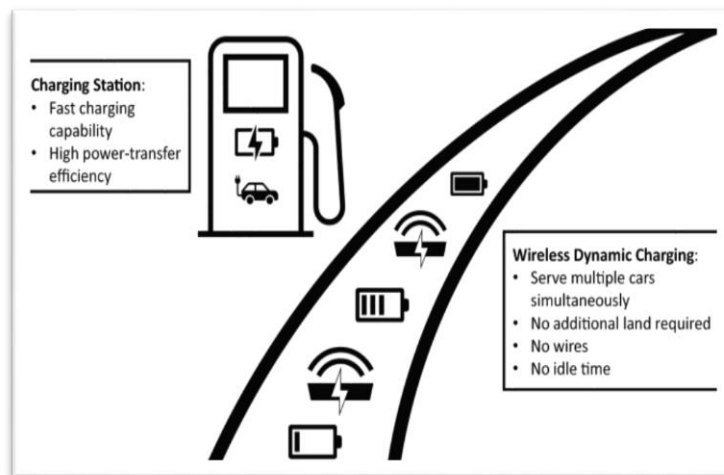 Charging Station:
• Fast charging
capability
• High power-transfer
efficiency
Wireless Dynamic Charging:
• Serve multiple cars
simultaneously
• No additional land required
• No wires
• No idle time